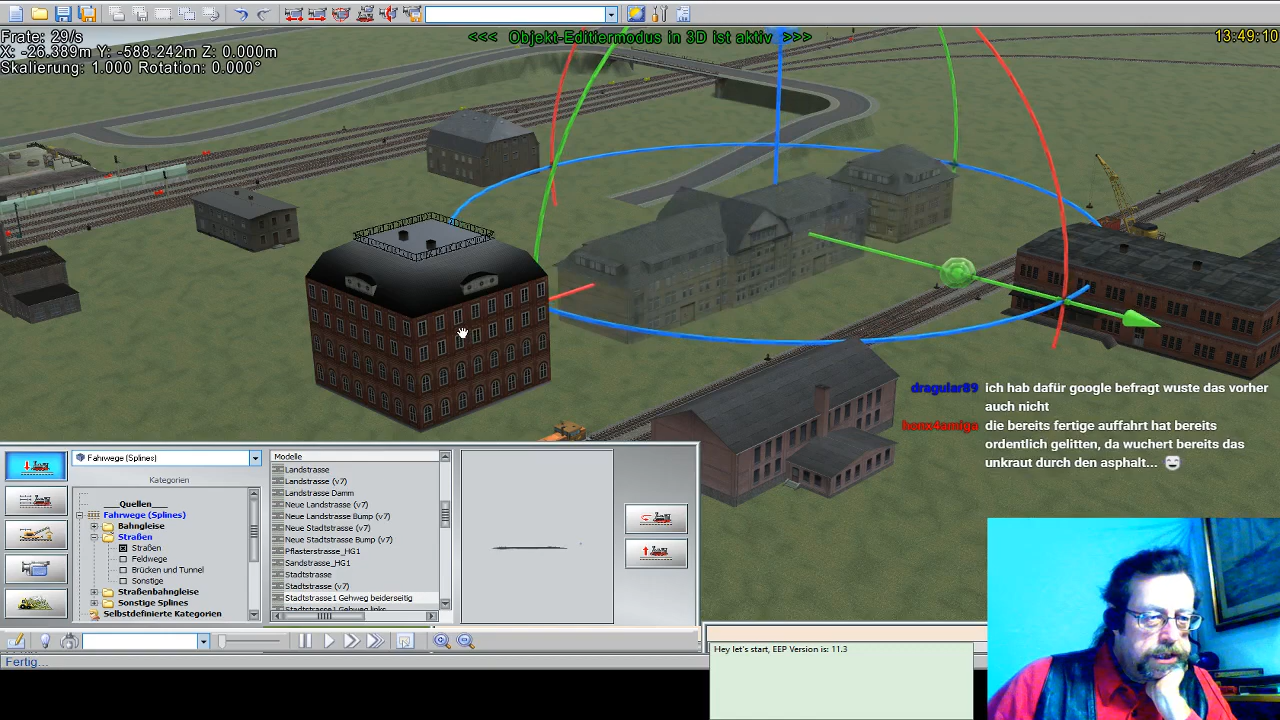 Frate: 29/s
X: -26.389m Y: -588.242m Z: 0.000m
Skalierung: 1.000 Rotation: 0.000°
<<< Objekt-Editiermodus in 3D ist aktiv >>>
13:49:10
dragular89 ich hab dafür google befragt wuste das vorher
auch nicht
die bereits fertige auffahrt hat bereits
ordentlich gelitten, da wuchert bereits das
unkraut durch den asphalt...
Fahrwege (Splines)
Kategorien
__Quellen__
Fahrwege (Splines)
Bahngleise
Straßen
Straßen
Feldwege
Brücken und Tunnel
Sonstige
Straßenbahngleise
Sonstige Splines
Selbstdefinierte Kategorien
Modelle
Landstrasse
Landstrasse (v7)
Landstrasse Damm
Neue Landstrasse (v7)
Neue Landstrasse Bump (v7)
Neue Stadtstrasse (v7)
Neue Stadtstrasse Bump (v7)
Pflasterstrasse_HG1
Sandstrasse_HG1
Stadtstrasse
Stadtstrasse (v7)
Stadtstrasse1 Gehweg beiderseitig
Stadtstrasse1 Gehweg links
Hey let's start, EEP Version is: 11.3
Fertig...